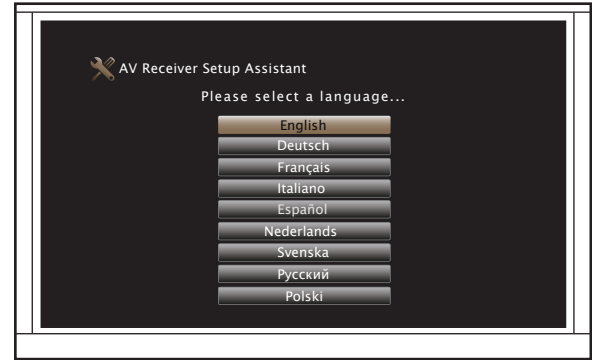 AV Receiver Setup Assistant
Please select a language...
English
Deutsch
Français
Italiano
Español
Nederlands
Svenska
Русский
Polski